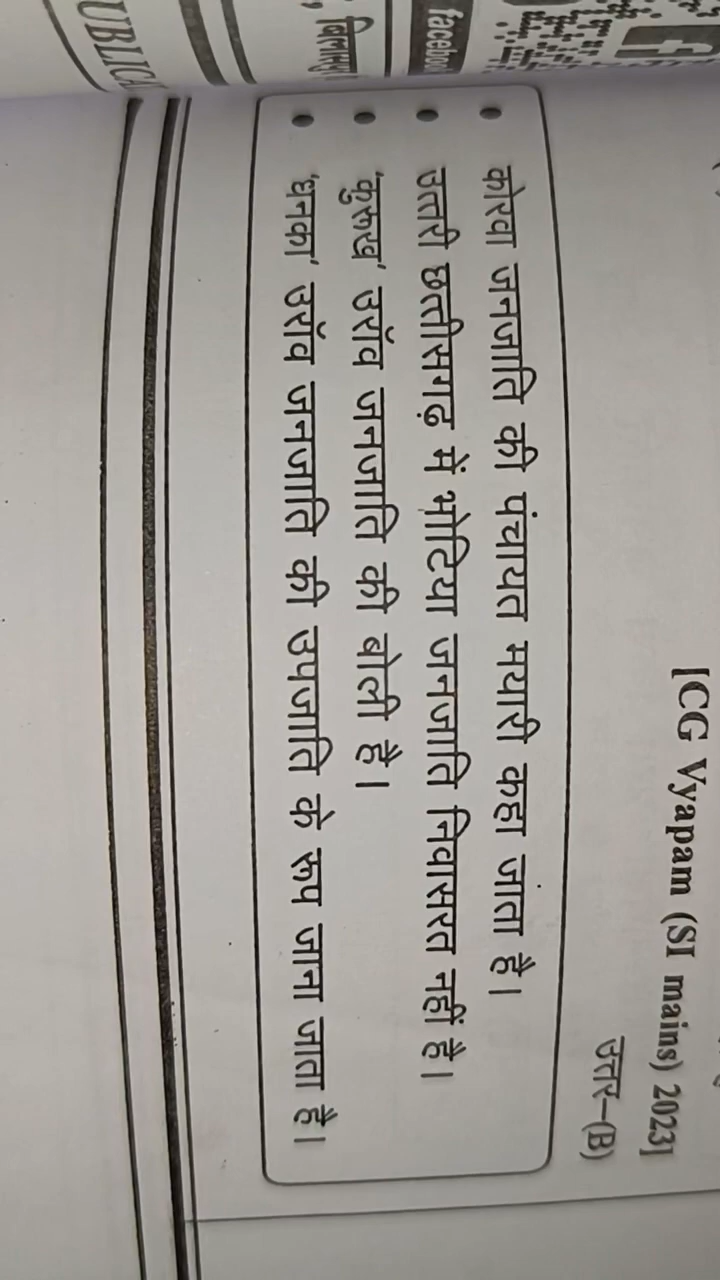 [CG Vyapam (SI mains) 2023]
उत्तर–(B)
• कोरवा जनजाति की पंचायत मयारी कहा जाता है।
• उत्तरी छत्तीसगढ़ में भोटिया जनजाति निवासरत नहीं है।
• 'कुरूख' उराँव जनजाति की बोली है।
• 'धनका' उराँव जनजाति की उपजाति के रूप जाना जाता है।
facebook